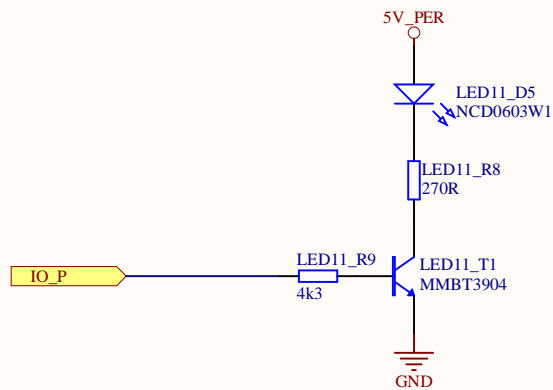 5V_PER
LED11_D5
NCD0603W1
LED11_R8
270R
LED11_R9
4k3
IO_P
LED11_T1
MMBT3904
GND